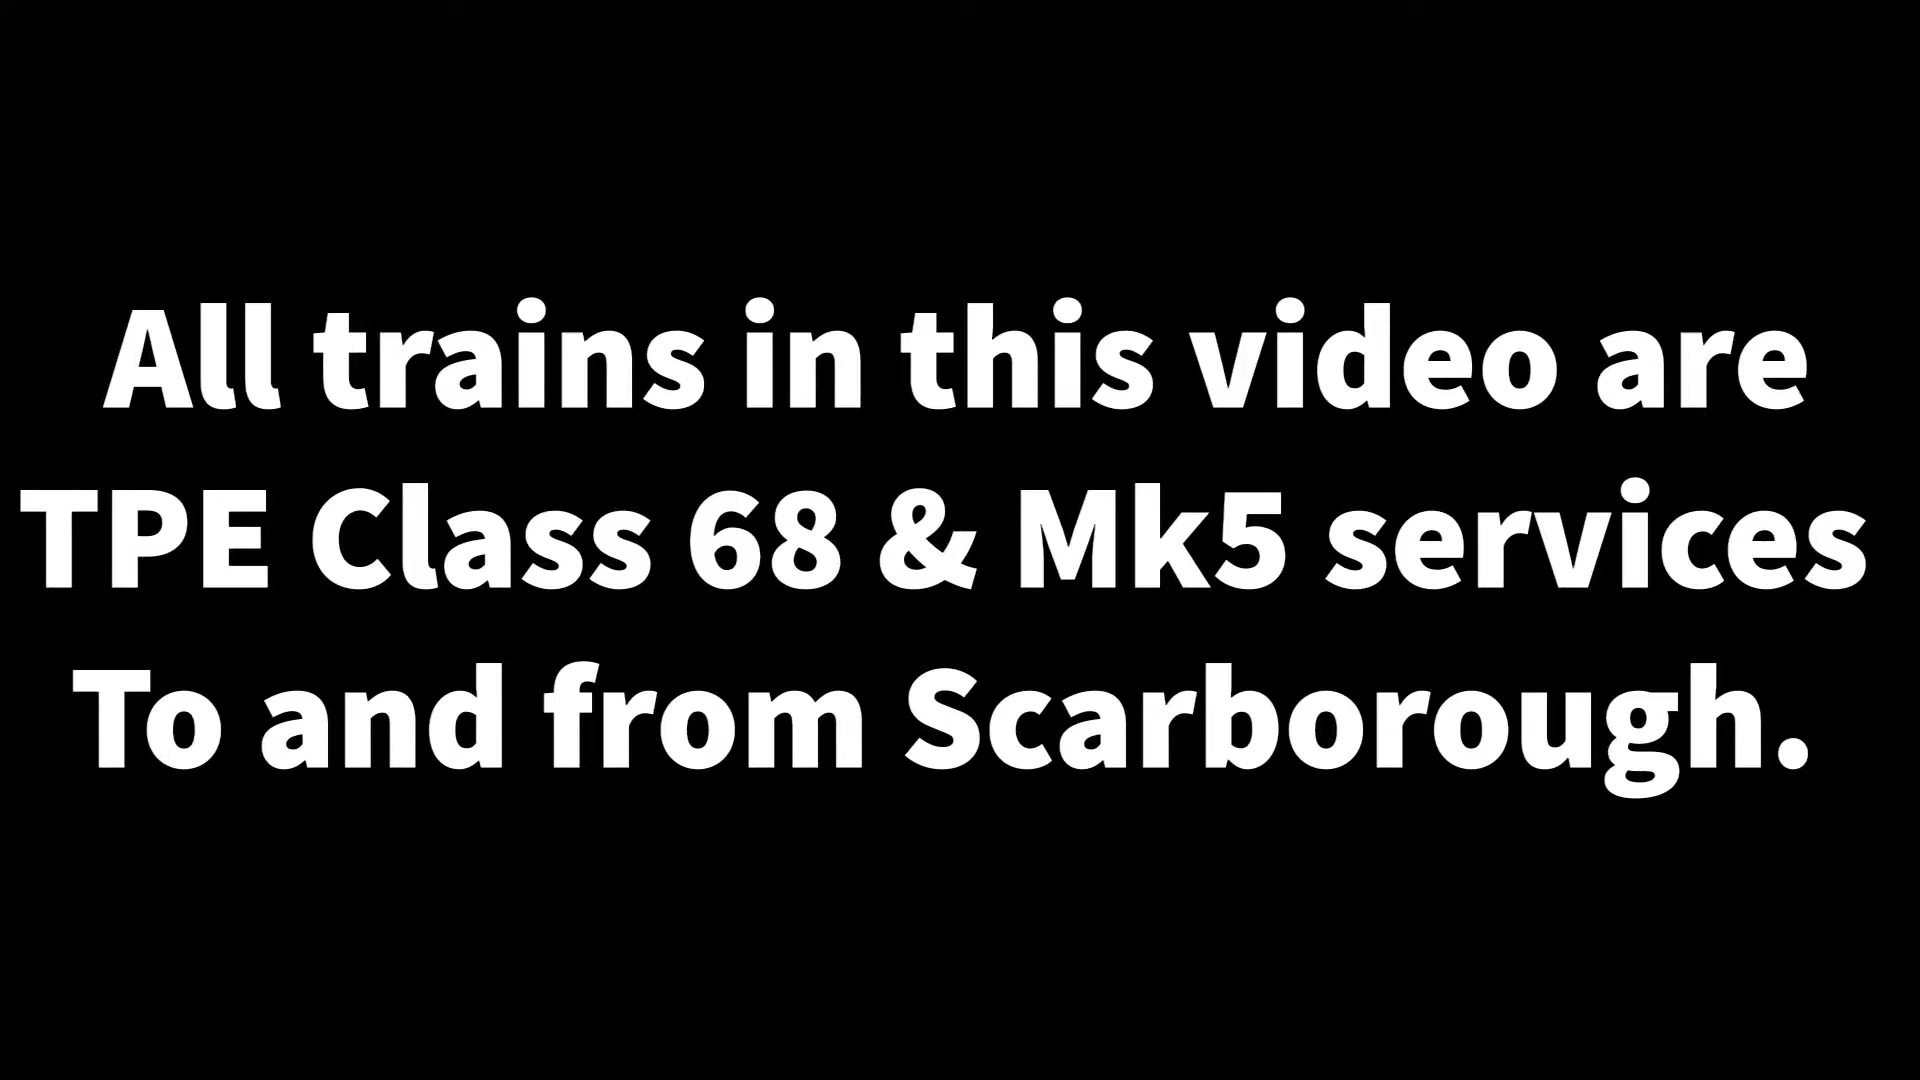 All trains in this video are
TPE Class 68 & Mk5 services
To and from Scarborough.